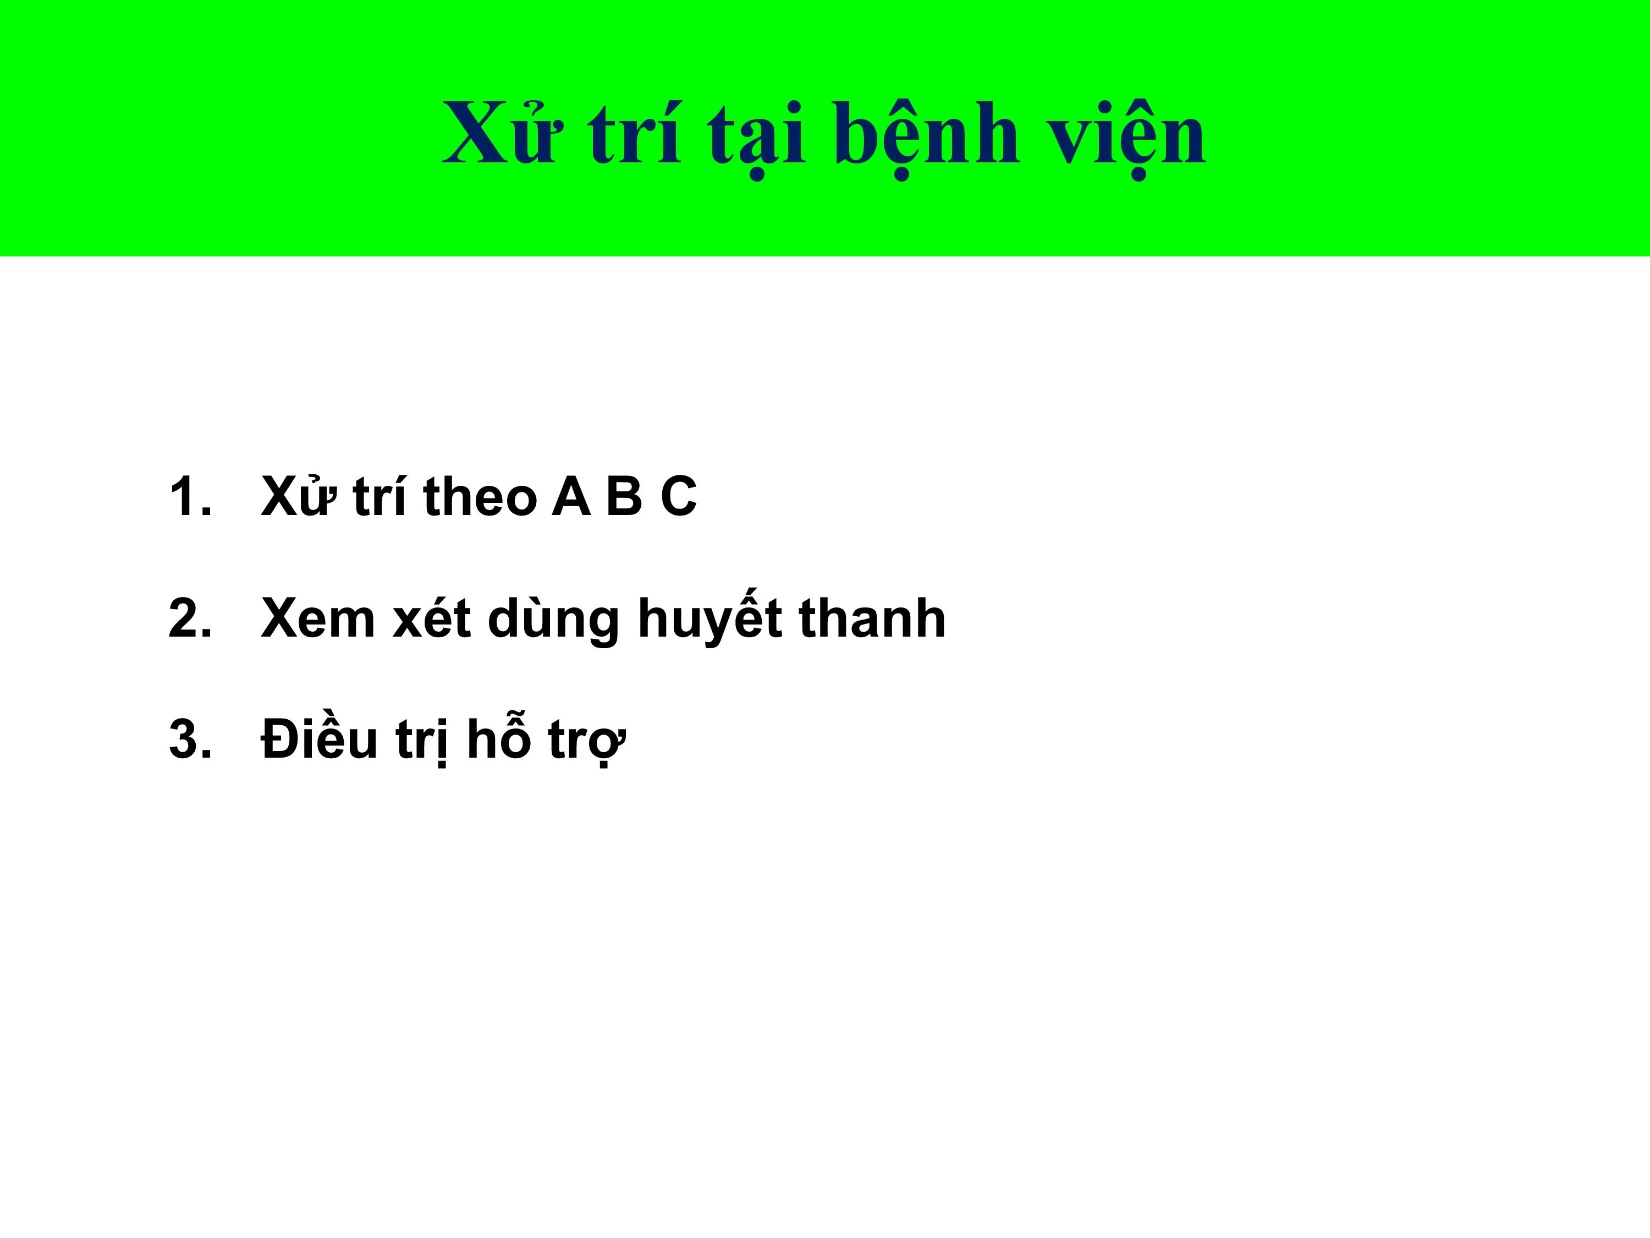 Xử trí tại bệnh viện
1. Xử trí theo A B C
2. Xem xét dùng huyết thanh
3. Điều trị hỗ trợ